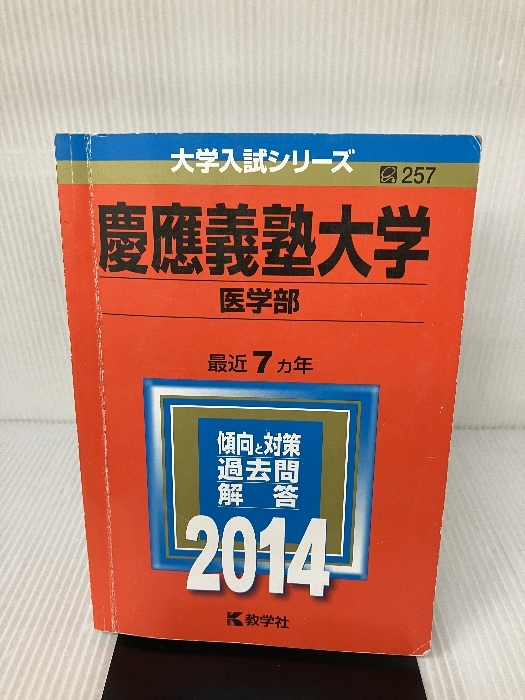 大学入試シリーズ
257
慶應義塾大学
医学部
最近7ヵ年
傾向と対策
過去問
解答
2014
教学社